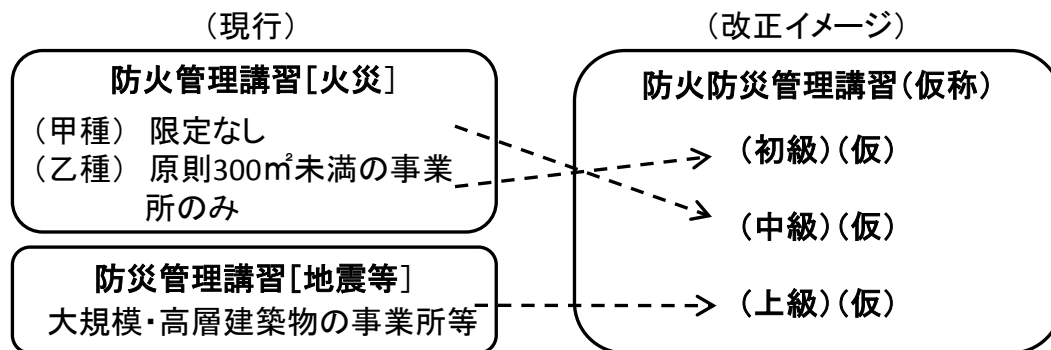 （現行）
防火管理講習［火災］
（甲種） 限定なし
（乙種） 原則300㎡未満の事業
所のみ
防災管理講習［地震等］
大規模・高層建築物の事業所等
（改正イメージ）
防火防災管理講習（仮称）
（初級）（仮）
（中級）（仮）
（上級）（仮）